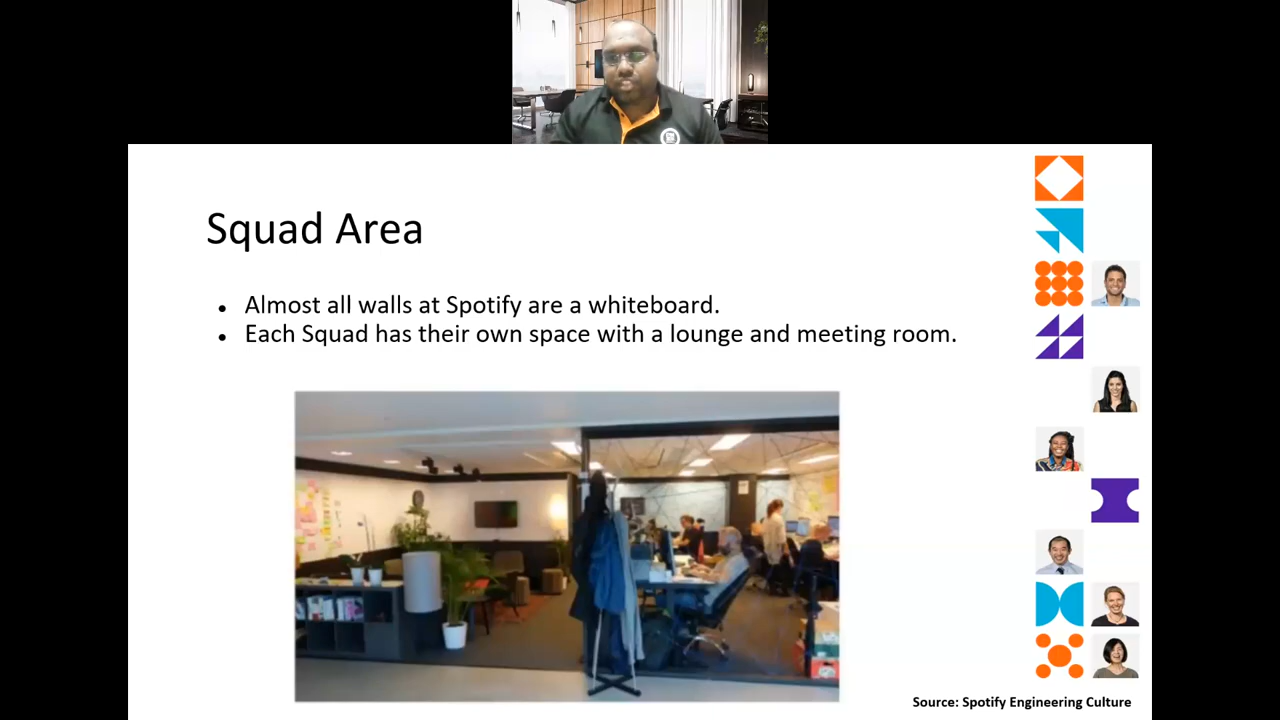 Squad Area
• Almost all walls at Spotify are a whiteboard.
• Each Squad has their own space with a lounge and meeting room.
Source: Spotify Engineering Culture